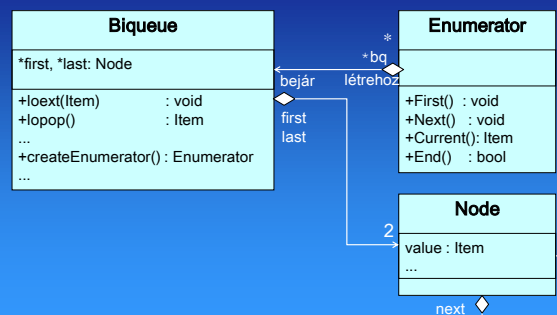 Biqueue
*first, *last: Node
+loext(Item) : void
+lopop() : Item
...
+createEnumerator() : Enumerator
...
*
*bq
bejár létrehoz
first
last
2
Enumerator
+First() : void
+Next() : void
+Current(): Item
+End() : bool
Node
value : Item
...
next